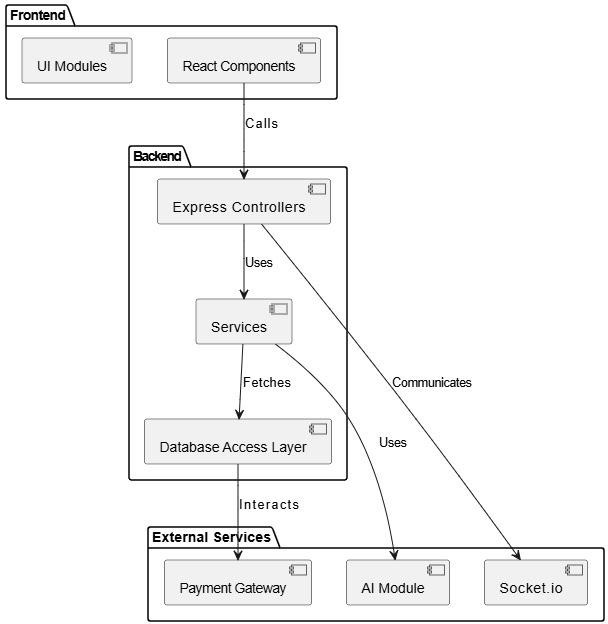 Frontend
UI Modules
React Components
Calls
Backend
Express Controllers
Uses
Services
Communicates
Fetches
Uses
Database Access Layer
Interacts
External Services
Payment Gateway
AI Module
Socket.io